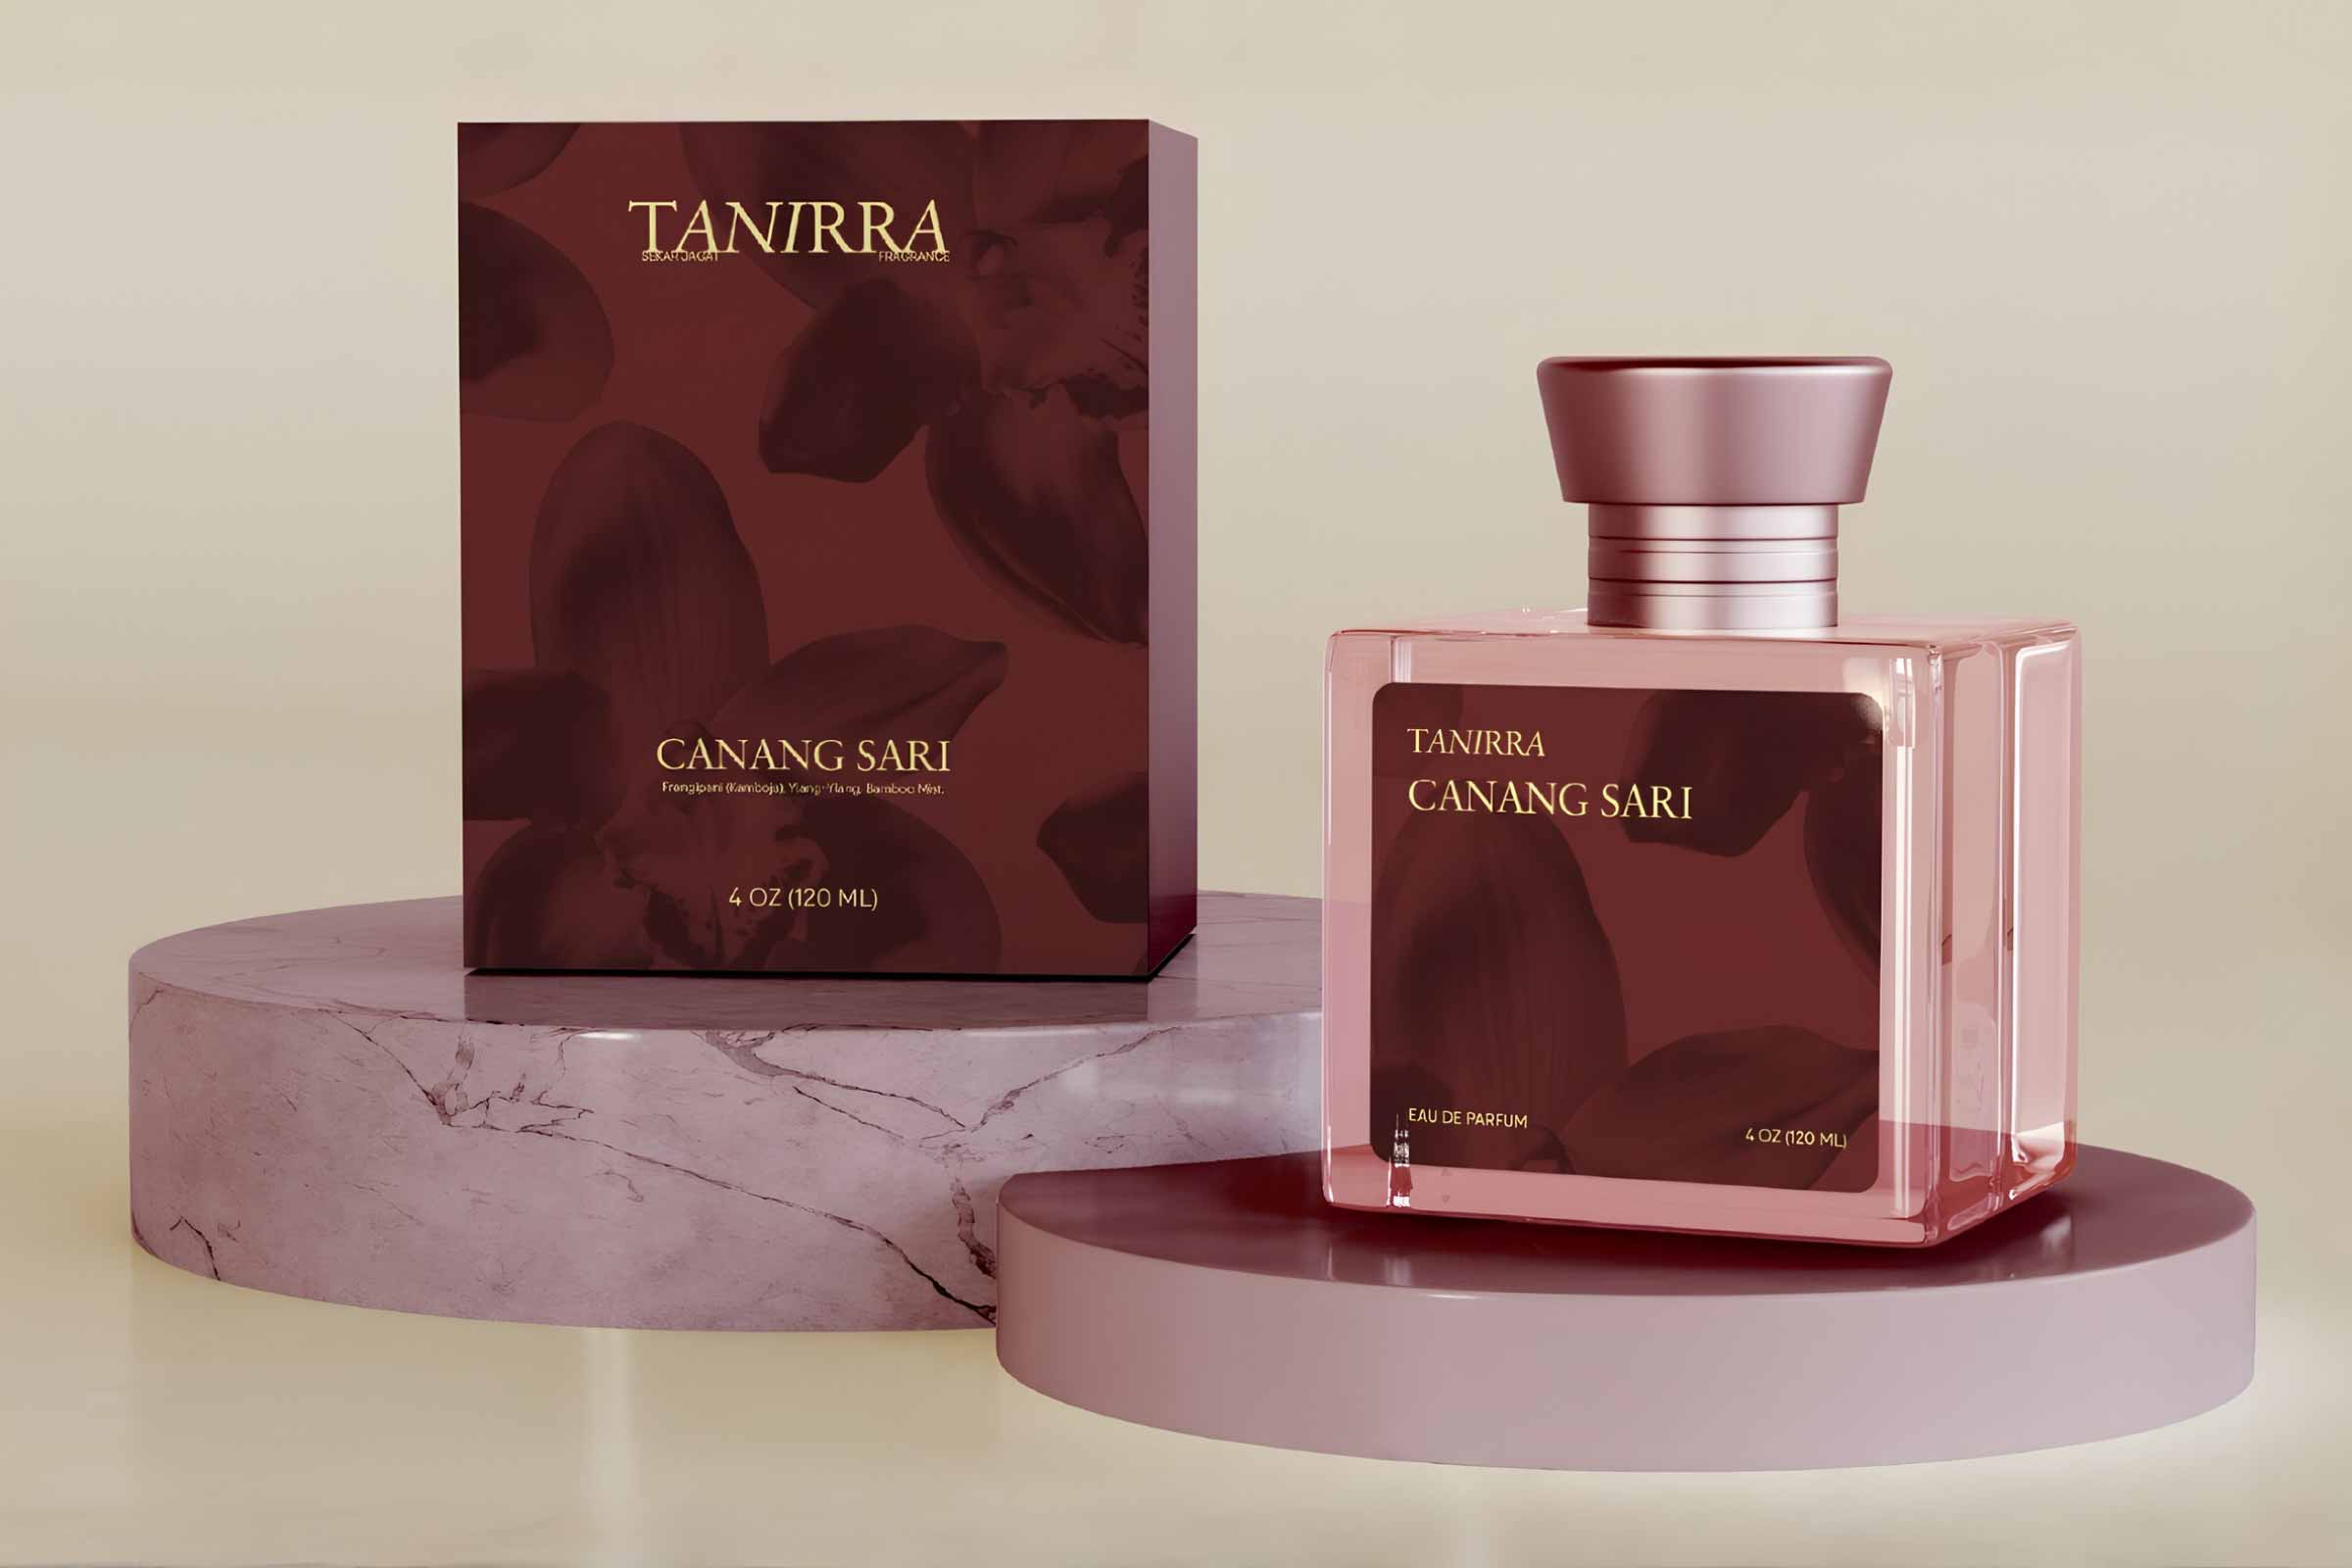 TANIRRA
SEKAR JAGAT FRAGRANCE
CANANG SARI
Frangipani (Kamboja), Ylang-Ylang, Bamboo Mist.
4 OZ (120 ML)
TANIRRA
CANANG SARI
EAU DE PARFUM
4 OZ (120 ML)